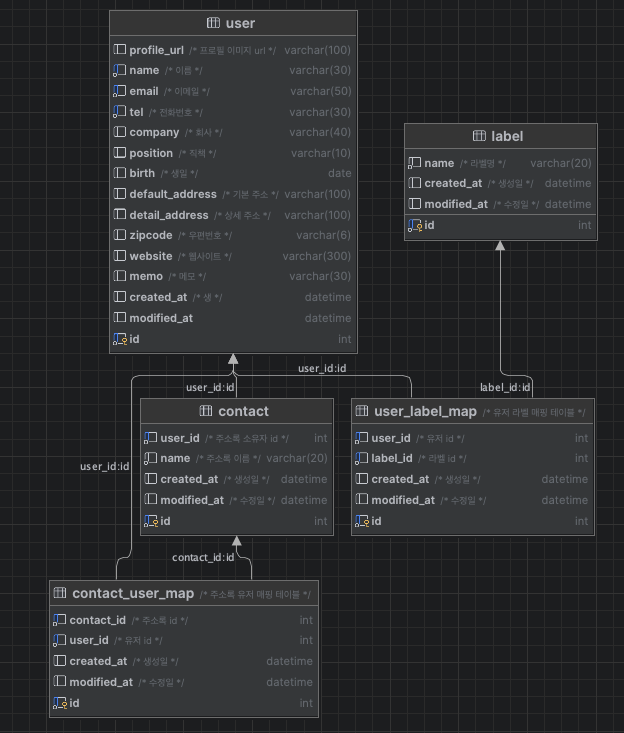 user
profile_url /* 프로필 이미지 url */ varchar(100)
name /* 이름 */ varchar(30)
email /* 이메일 */ varchar(50)
tel /* 전화번호 */ varchar(30)
company /* 회사 */ varchar(40)
position /* 직책 */ varchar(10)
birth /* 생일 */ date
default_address /* 기본 주소 */ varchar(100)
detail_address /* 상세 주소 */ varchar(100)
zipcode /* 우편번호 */ varchar(6)
website /* 웹사이트 */ varchar(300)
memo /* 메모 */ varchar(30)
created_at /* 생 */ datetime
modified_at datetime
id int
label
name /* 라벨명 */ varchar(20)
created_at /* 생성일 */ datetime
modified_at /* 수정일 */ datetime
id int
user_id:id
user_id:id
label_id:id
user_id:id
contact
user_id /* 주소록 소유자 id */ int
name /* 주소록 이름 */ varchar(20)
created_at /* 생성일 */ datetime
modified_at /* 수정일 */ datetime
id int
user_label_map /* 유저 라벨 매핑 테이블 */
user_id /* 유저 id */ int
label_id /* 라벨 id */ int
created_at /* 생성일 */ datetime
modified_at /* 수정일 */ datetime
id int
contact_id:id
contact_user_map /* 주소록 유저 매핑 테이블 */
contact_id /* 주소록 id */ int
user_id /* 유저 id */ int
created_at /* 생성일 */ datetime
modified_at /* 수정일 */ datetime
id int